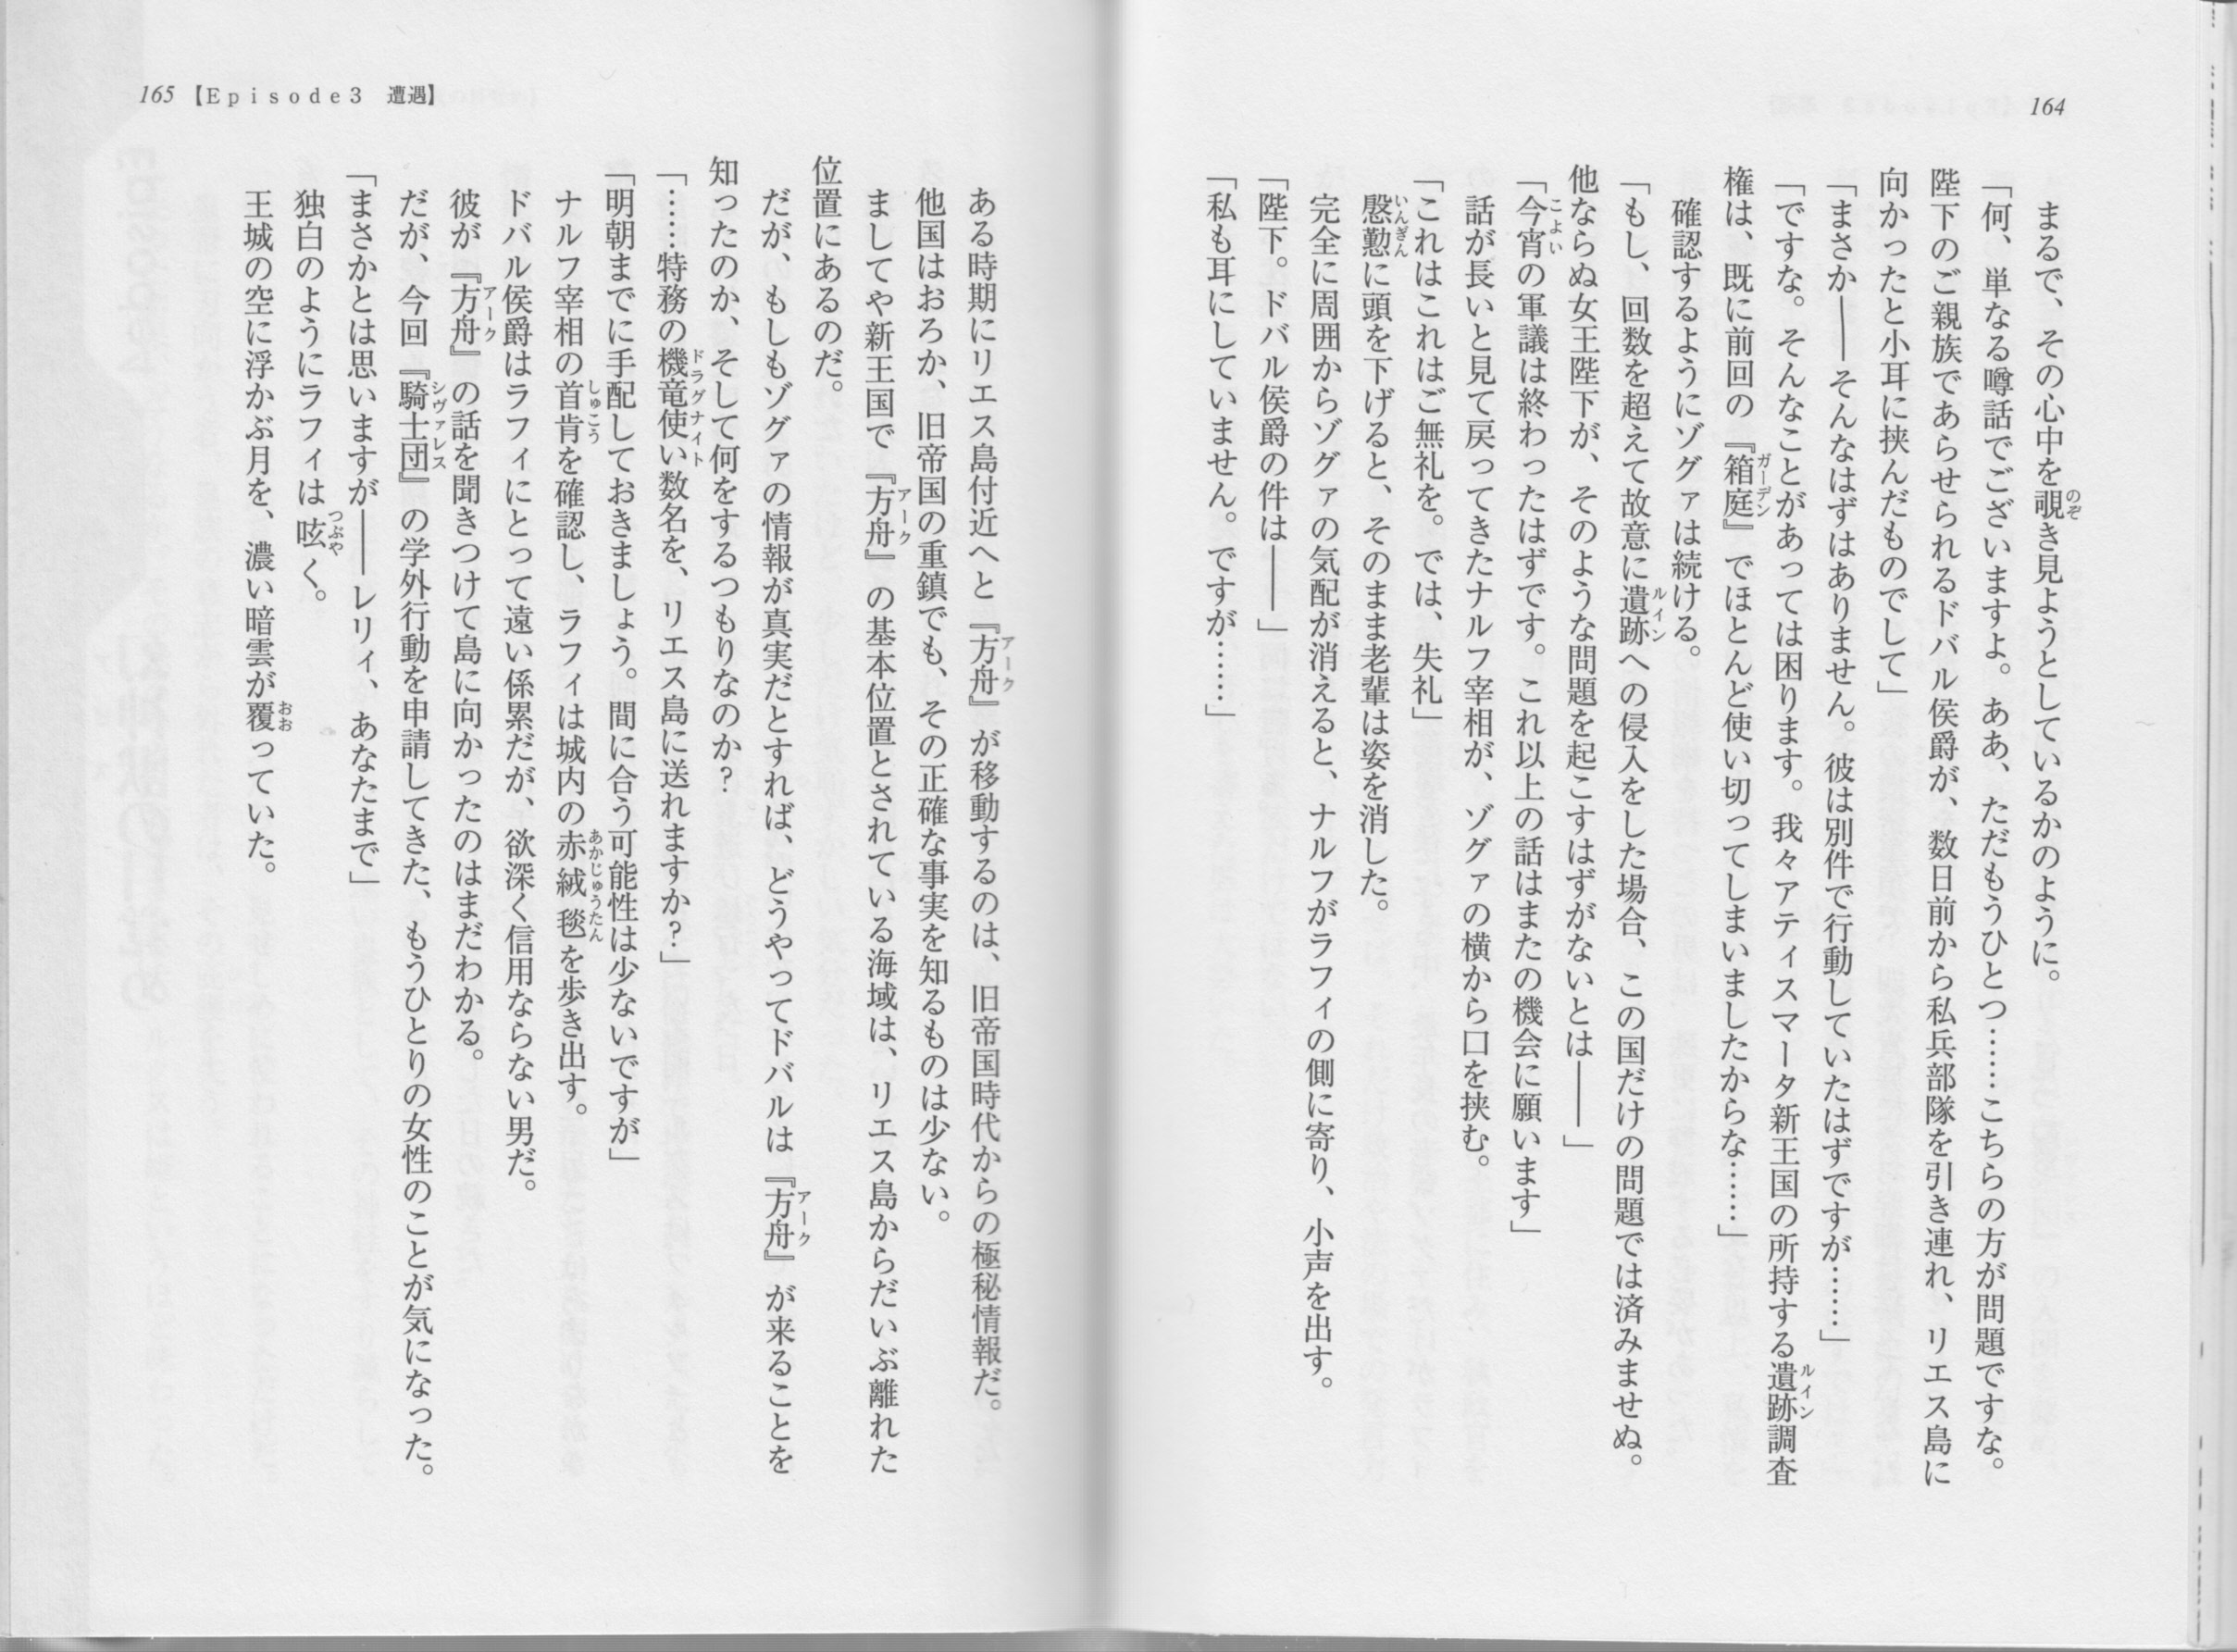 164
まるで、その心中を覗き見ようとしているかのように。
「何、単なる噂話でございますよ。ああ、ただもうひとつ……こちらの方が問題ですな。
陛下のご親族であらせられるドバル侯爵が、数日前から私兵部隊を引き連れ、リエス島に
向かったと小耳に挟んだものでして」
「まさか――そんなはずはありません。彼は別件で行動していたはずですが……」
「ですな。そんなことがあっては困ります。我々アティスマータ新王国の所持する遺跡調査
権は、既に前回の『箱庭』でほとんど使い切ってしまいましたからな……」
確認するようにゾグァは続ける。
「もし、回数を超えて故意に遺跡への侵入をした場合、この国だけの問題では済みませぬ。
他ならぬ女王陛下が、そのような問題を起こすはずがないとは――」
「今宵の軍議は終わったはずです。これ以上の話はまたの機会に願います」
話が長いと見て戻ってきたナルフ宰相が、ゾグァの横から口を挟む。
「これはこれはご無礼を。では、失礼」
慇懃に頭を下げると、そのまま老輩は姿を消した。
完全に周囲からゾグァの気配が消えると、ナルフがラフィの側に寄り、小声を出す。
「陛下。ドバル侯爵の件は――」
「私も耳にしていません。ですが……」
165【Episode3　遭遇】
ある時期にリエス島付近へと『方舟』が移動するのは、旧帝国時代からの極秘情報だ。
他国はおろか、旧帝国の重鎮でも、その正確な事実を知るものは少ない。
ましてや新王国で『方舟』の基本位置とされている海域は、リエス島からだいぶ離れた
位置にあるのだ。
だが、もしもゾグァの情報が真実だとすれば、どうやってドバルは『方舟』が来ることを
知ったのか、そして何をするつもりなのか？
「……特務の機竜使い数名を、リエス島に送れますか？」
「明朝までに手配しておきましょう。間に合う可能性は少ないですが」
ナルフ宰相の首肯を確認し、ラフィは城内の赤絨毯を歩き出す。
ドバル侯爵はラフィにとって遠い係累だが、欲深く信用ならない男だ。
彼が『方舟』の話を聞きつけて島に向かったのはまだわかる。
だが、今回『騎士団』の学外行動を申請してきた、もうひとりの女性のことが気になった。
「まさかとは思いますが――レリィ、あなたまで」
独白のようにラフィは呟く。
王城の空に浮かぶ月を、濃い暗雲が覆っていた。